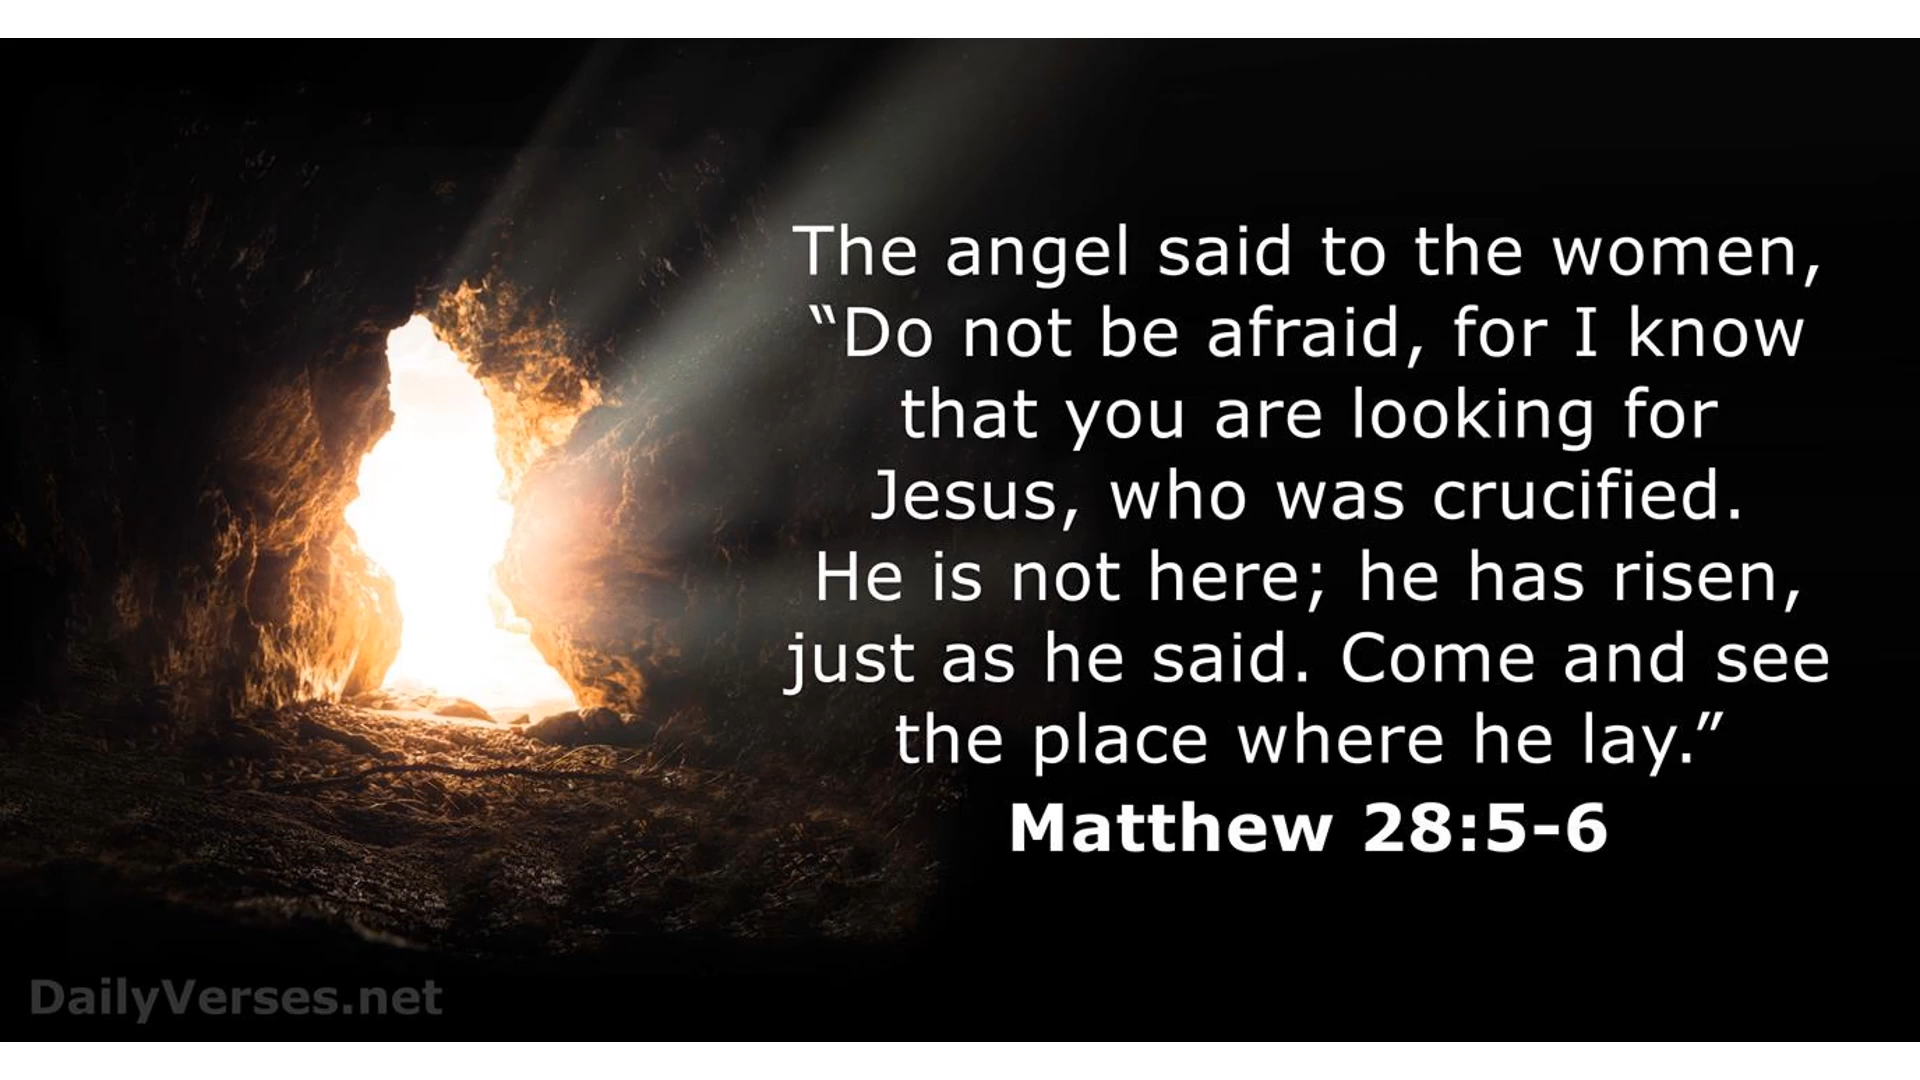 The angel said to the women,
“Do not be afraid, for I know
that you are looking for
Jesus, who was crucified.
He is not here; he has risen,
just as he said. Come and see
the place where he lay.”
Matthew 28:5-6
DailyVerses.net